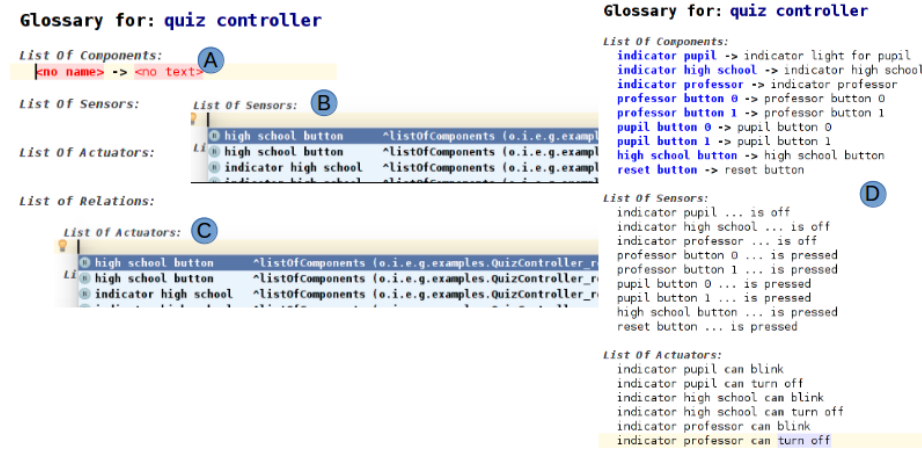 Glossary for: quiz controller
List Of Components:
<no name> -> <no text>
A
List Of Sensors:
List Of Actuators:
List of Relations:
List Of Sensors:
B
Li
high school button ^listOfComponents (o.i.e.g.exampl
high school button ^listOfComponents (o.i.e.g.exampl
indicator high school ^listOfComponents (o.i.e.g.exampl
List Of Actuators:
C
Li
high school button ^listOfComponents (o.i.e.g.examples.QuizController_r
high school button ^listOfComponents (o.i.e.g.examples.QuizController_r
indicator high school ^listOfComponents (o.i.e.g.examples.QuizController_r
Glossary for: quiz controller
List Of Components:
indicator pupil -> indicator light for pupil
indicator high school -> indicator high school
indicator professor -> indicator professor
professor button 0 -> professor button 0
professor button 1 -> professor button 1
pupil button 0 -> pupil button 0
pupil button 1 -> pupil button 1
high school button -> high school button
reset button -> reset button
D
List Of Sensors:
indicator pupil ... is off
indicator high school ... is off
indicator professor ... is off
professor button 0 ... is pressed
professor button 1 ... is pressed
pupil button 0 ... is pressed
pupil button 1 ... is pressed
high school button ... is pressed
reset button ... is pressed
List Of Actuators:
indicator pupil can blink
indicator pupil can turn off
indicator high school can blink
indicator high school can turn off
indicator professor can blink
indicator professor can turn off